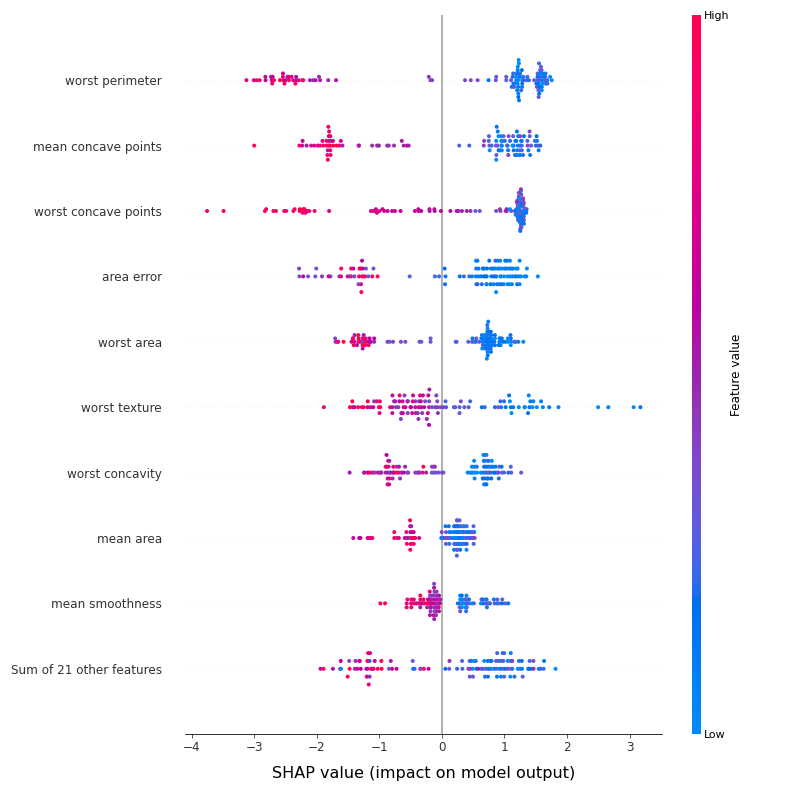 High
worst perimeter
mean concave points
worst concave points
area error
worst area
worst texture
worst concavity
mean area
mean smoothness
Sum of 21 other features
Feature value
Low
−4 −3 −2 −1 0 1 2 3
SHAP value (impact on model output)